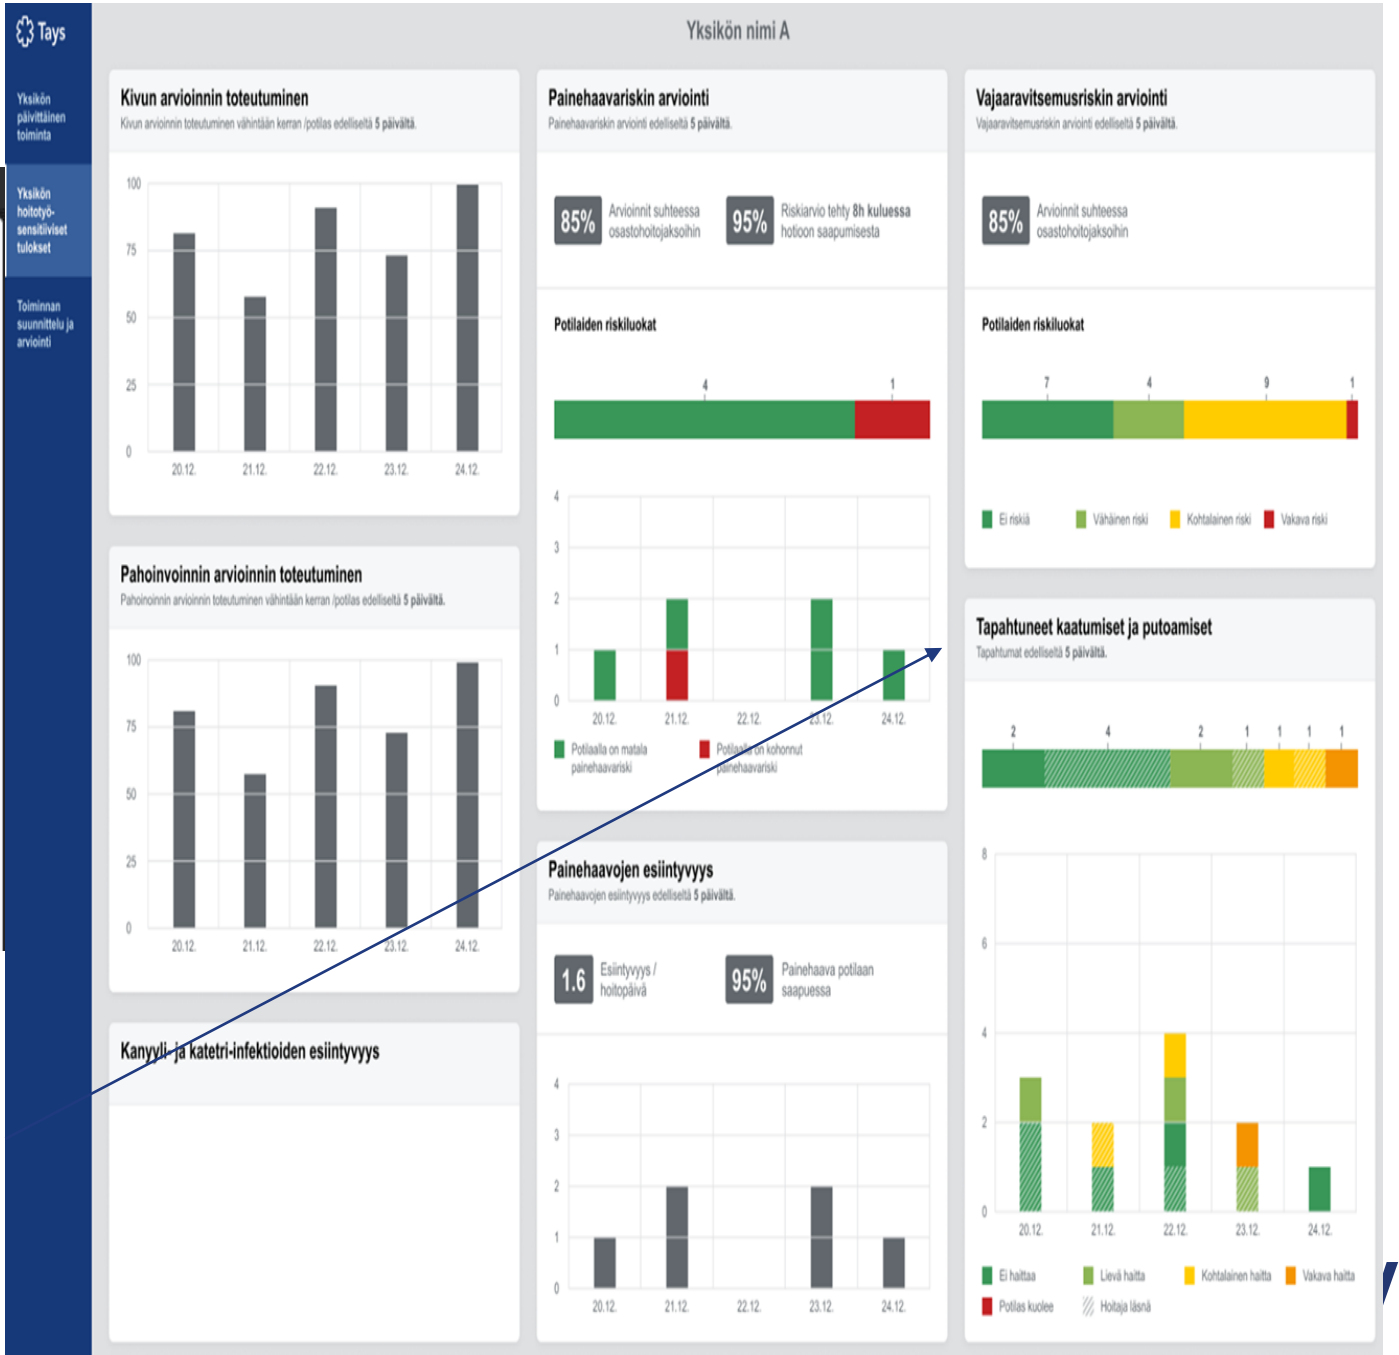 Tays
Yksikön
päivittäinen
toiminta
Yksikön
hoitotyö-
sensitiiviset
tulokset
Toiminnan
suunnittelu ja
arviointi
Yksikön nimi A
Kivun arvioinnin toteutuminen
Kivun arvioinnin toteutuminen vähintään kerran /potilas edelliseltä 5 päivältä.
100
75
50
25
0
20.12. 21.12. 22.12. 23.12. 24.12.
Pahoinvoinnin arvioinnin toteutuminen
Pahoinoinnin arvioinnin toteutuminen vähintään kerran /potilas edelliseltä 5 päivältä.
100
75
50
25
0
20.12. 21.12. 22.12. 23.12. 24.12.
Kanyyli- ja katetri-infektioiden esiintyvyys
Painehaavariskin arviointi
Painehaavariskin arviointi edelliseltä 5 päivältä.
85% Arvioinnit suhteessa
osastohoitojaksoihin
95% Riskiarvio tehty 8h kuluessa
hotioon saapumisesta
Potilaiden riskiluokat
4 1
4
3
2
1
0
20.12. 21.12. 22.12. 23.12. 24.12.
Potilaalla on matala
painehaavariski
Potilaalla on kohonnut
painehaavariski
Painehaavojen esiintyvyys
Painehaavojen esiintyvyys edelliseltä 5 päivältä.
1.6 Esiintyvyys /
hoitopäivä
95% Painehaava potilaan
saapuessa
4
3
2
1
0
20.12. 21.12. 22.12. 23.12. 24.12.
Vajaaravitsemusriskin arviointi
Vajaaravitsemusriskin arviointi edelliseltä 5 päivältä.
85% Arvioinnit suhteessa
osastohoitojaksoihin
Potilaiden riskiluokat
7 4 9 1
Ei riskiä Vähäinen riski Kohtalainen riski Vakava riski
Tapahtuneet kaatumiset ja putoamiset
Tapahtumat edelliseltä 5 päivältä.
2 4 2 1 1 1 1
8
6
4
2
0
20.12. 21.12. 22.12. 23.12. 24.12.
Ei haittaa Lievä haitta Kohtalainen haitta Vakava haitta
Potilas kuolee Hoitaja läsnä